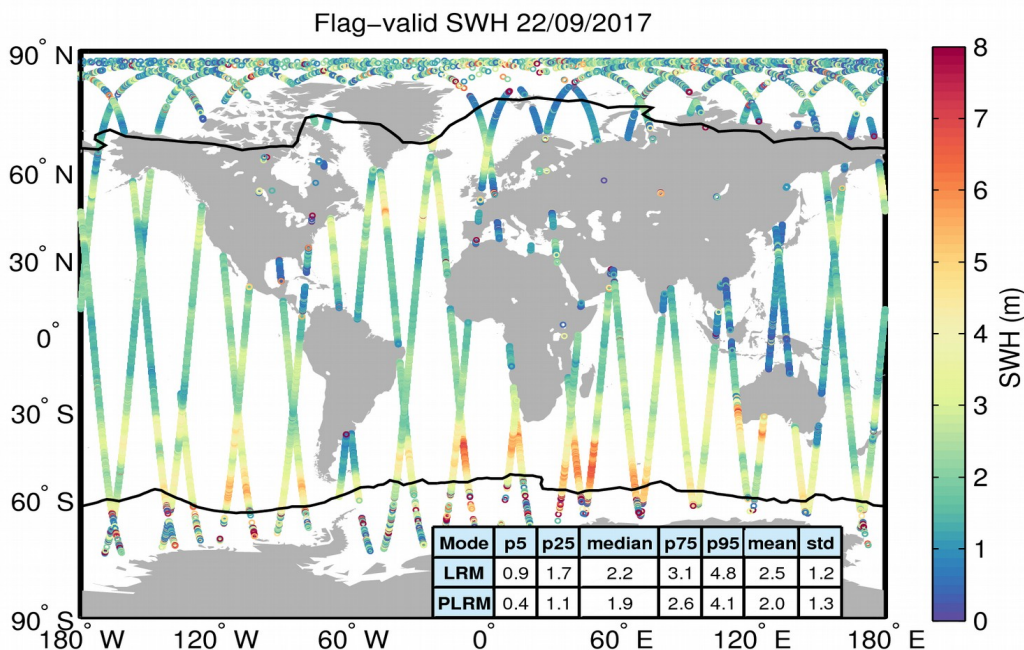 Flag−valid SWH 22/09/2017
90° N
60° N
30° N
0°
30° S
60° S
90° S
180° W
120° W
60° W
0°
60° E
120° E
180° E
8
7
6
5
4
3
2
1
0
SWH (m)
Mode p5 p25 median p75 p95 mean std
LRM 0.9 1.7 2.2 3.1 4.8 2.5 1.2
PLRM 0.4 1.1 1.9 2.6 4.1 2.0 1.3